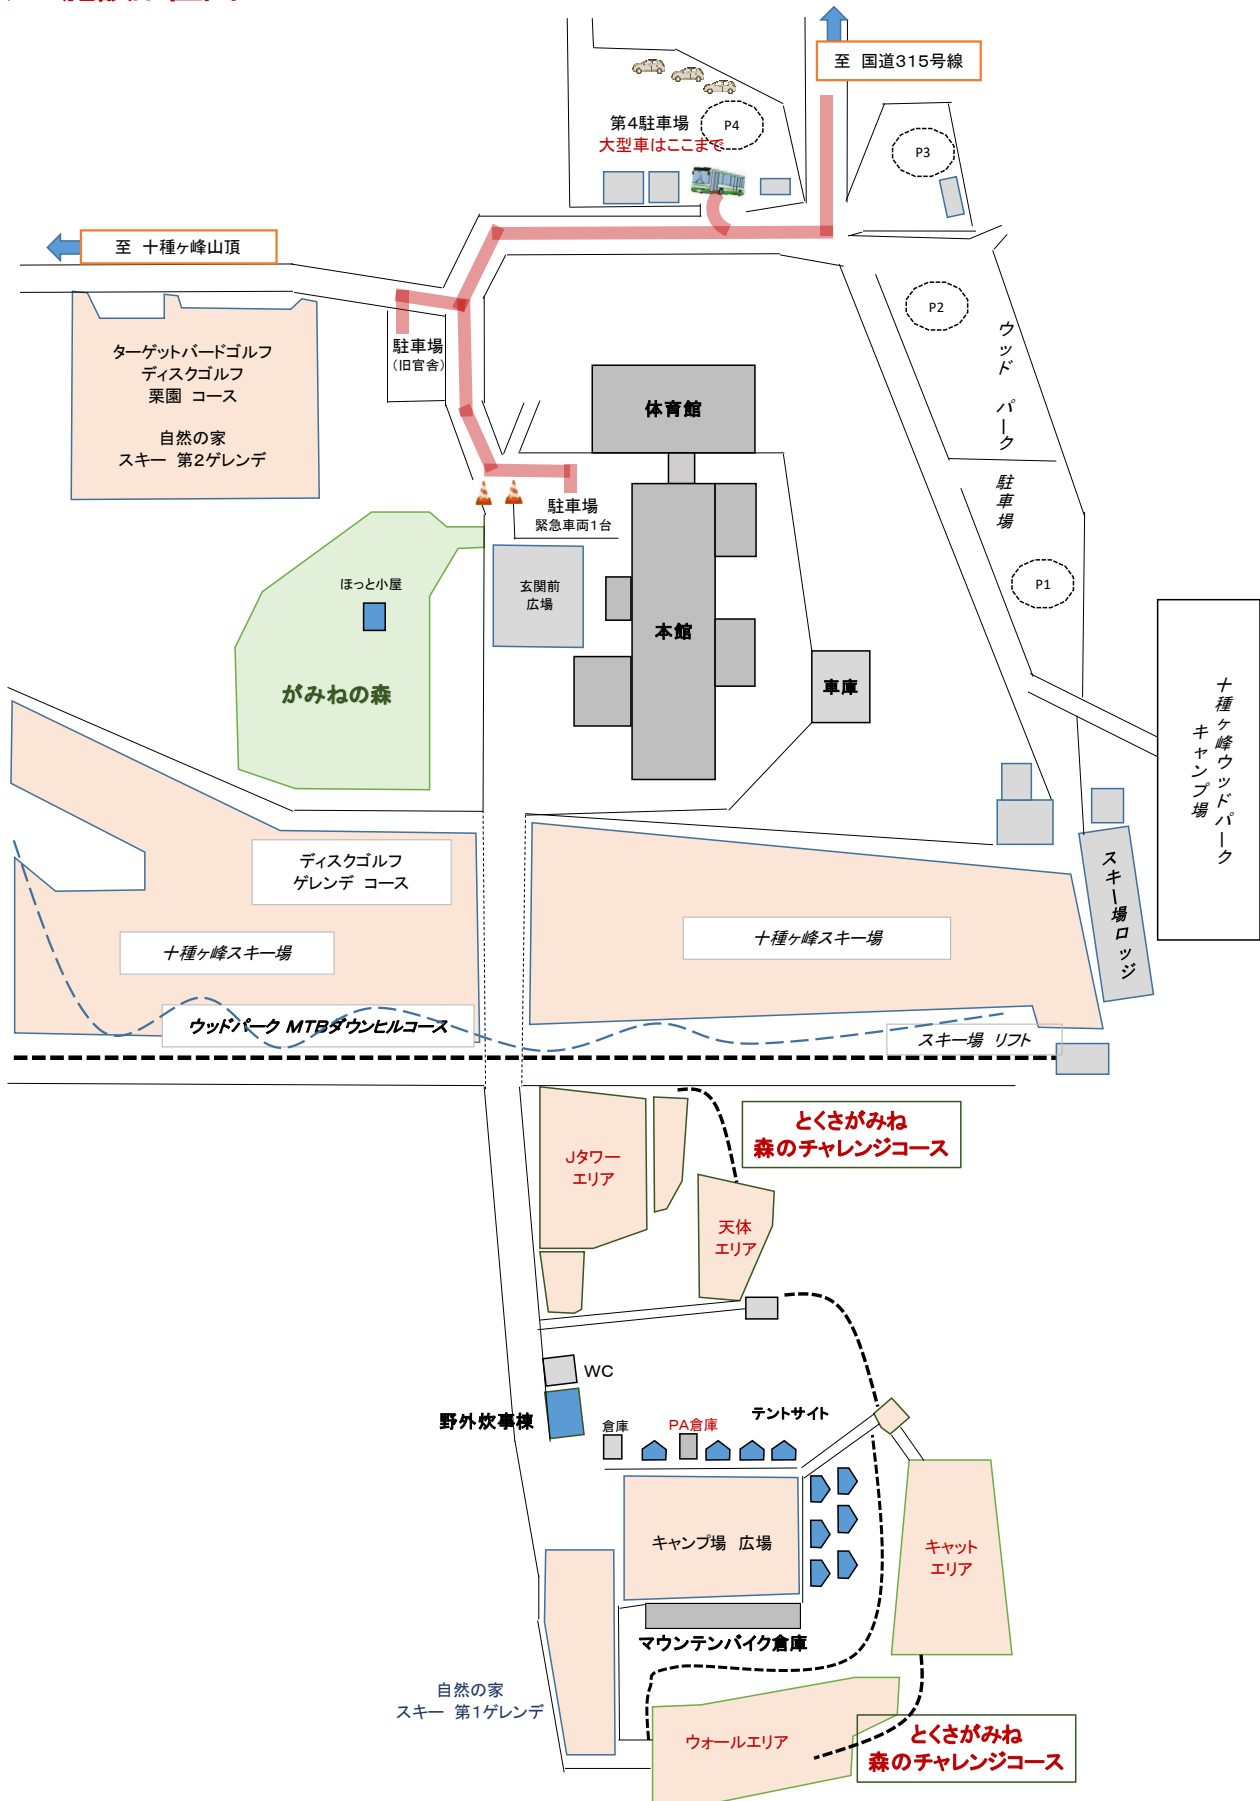 至 国道315号線
第4駐車場
大型車はここまで
P4
P3
至 十種ヶ峰山頂
P2
ウッド パーク 駐車場
ターゲットバードゴルフ
ディスクゴルフ
栗園 コース
自然の家
スキー 第2ゲレンデ
駐車場
（旧官舎）
体育館
駐車場
緊急車両1台
P1
ほっと小屋
玄関前
広場
本館
がみねの森
車庫
十種ヶ峰ウッドパーク
キャンプ場
ディスクゴルフ
ゲレンデ コース
スキー場ロッジ
十種ヶ峰スキー場
十種ヶ峰スキー場
ウッドパーク MTBダウンヒルコース
スキー場 リフト
とくさがみね
森のチャレンジコース
Jタワー
エリア
天体
エリア
WC
野外炊事棟
倉庫
PA倉庫
テントサイト
キャンプ場 広場
キャット
エリア
マウンテンバイク倉庫
自然の家
スキー 第1ゲレンデ
ウォールエリア
とくさがみね
森のチャレンジコース